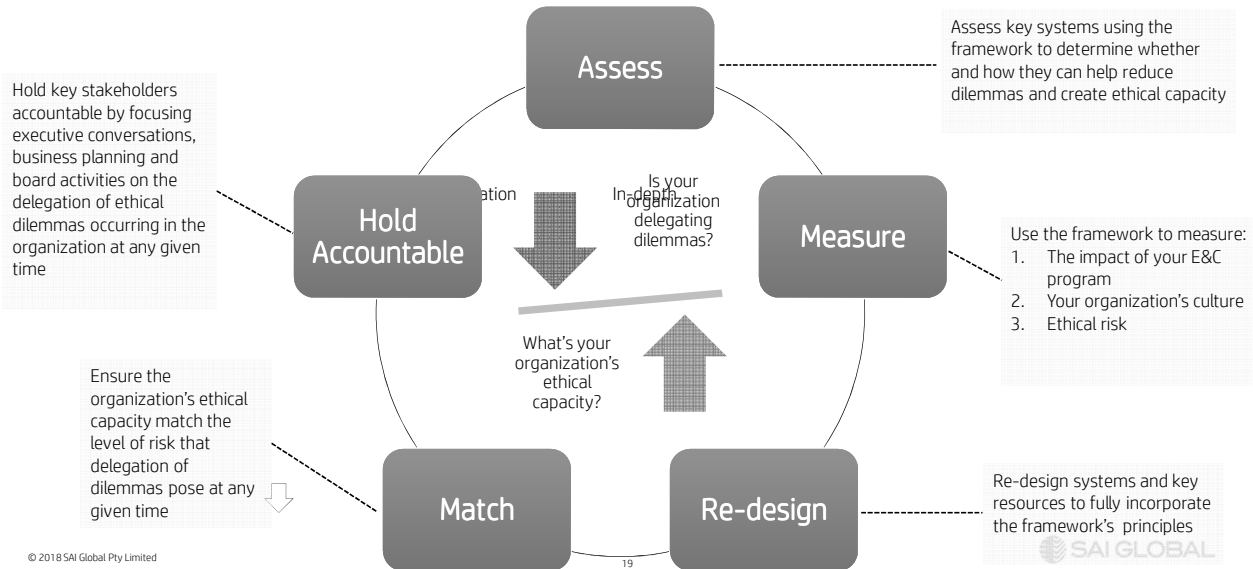 Assess
Assess key systems using the
framework to determine whether
and how they can help reduce
dilemmas and create ethical capacity
Hold key stakeholders
accountable by focusing
executive conversations,
business planning and
board activities on the
delegation of ethical
dilemmas occurring in the
organization at any given
time
Hold
Accountable
ation
In-depth
Is your
organization
delegating
dilemmas?
Measure
Use the framework to measure:
1. The impact of your E&C
program
2. Your organization's culture
3. Ethical risk
What's your
organization's
ethical
capacity?
Ensure the
organization's ethical
capacity match the
level of risk that
delegation of
dilemmas pose at any
given time
Match
Re-design
Re-design systems and key
resources to fully incorporate
the framework's principles
© 2018 SAI Global Pty Limited
19
SAI GLOBAL